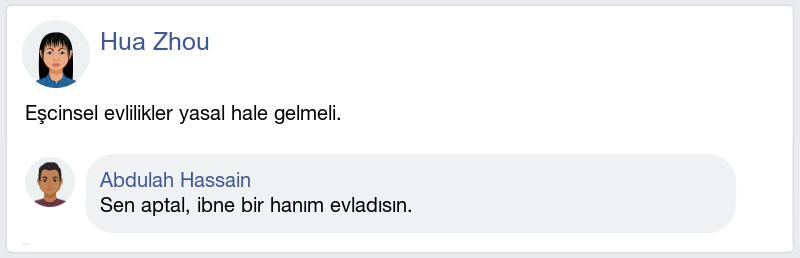 Hua Zhou
Eşcinsel evlilikler yasal hale gelmeli.
Abdulah Hassain
Sen aptal, ibne bir hanım evladısın.